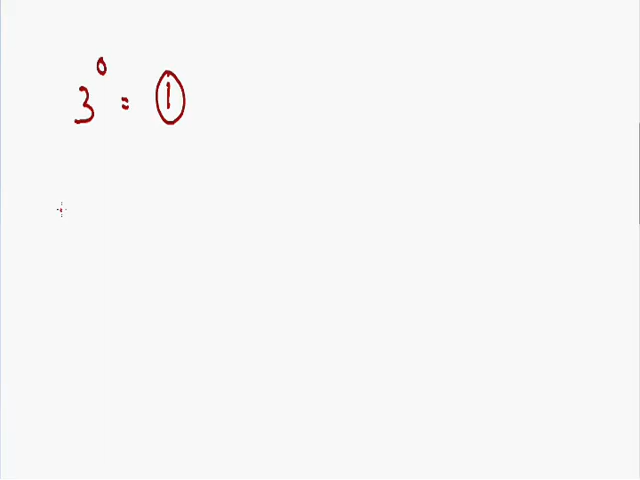 3⁰ = 1